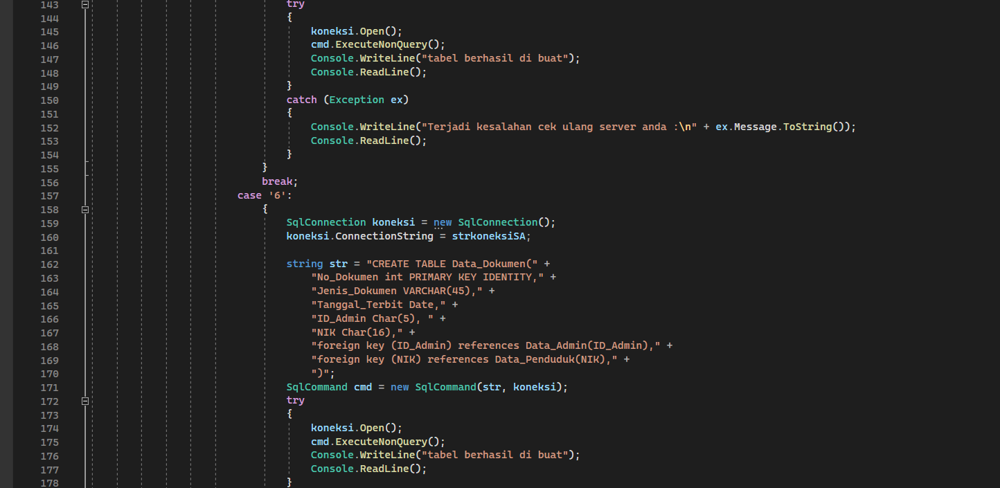 143 try
144 {
145 koneksi.Open();
146 cmd.ExecuteNonQuery();
147 Console.WriteLine("tabel berhasil di buat");
148 Console.ReadLine();
149 }
150 catch (Exception ex)
151 {
152 Console.WriteLine("Terjadi kesalahan cek ulang server anda :\n" + ex.Message.ToString());
153 Console.ReadLine();
154 }
155 }
156 break;
157 case '6':
158 {
159 SqlConnection koneksi = new SqlConnection();
160 koneksi.ConnectionString = strkoneksiSA;
161
162 string str = "CREATE TABLE Data_Dokumen(" +
163 "No_Dokumen int PRIMARY KEY IDENTITY," +
164 "Jenis_Dokumen VARCHAR(45)," +
165 "Tanggal_Terbit Date," +
166 "ID_Admin Char(5), " +
167 "NIK Char(16)," +
168 "foreign key (ID_Admin) references Data_Admin(ID_Admin)," +
169 "foreign key (NIK) references Data_Penduduk(NIK)," +
170 ")";
171 SqlCommand cmd = new SqlCommand(str, koneksi);
172 try
173 {
174 koneksi.Open();
175 cmd.ExecuteNonQuery();
176 Console.WriteLine("tabel berhasil di buat");
177 Console.ReadLine();
178 }